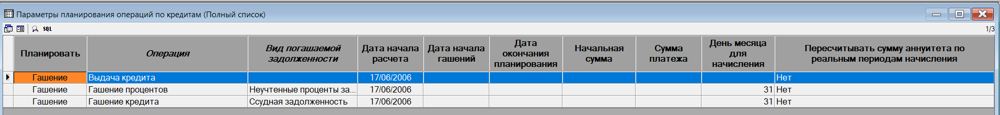 Параметры планирования операций по кредитам (Полный список)
SQL 1/3
Планировать Операция Вид погашаемой задолженности Дата начала расчета Дата начала гашений Дата окончания планирования Начальная сумма Сумма платежа День месяца для начисления Пересчитывать сумму аннуитета по реальным периодам начисления
Гашение Выдача кредита 17/06/2006 Нет
Гашение Гашение процентов Неучтенные проценты за... 17/06/2006 31 Нет
Гашение Гашение кредита Ссудная задолженность 17/06/2006 31 Нет